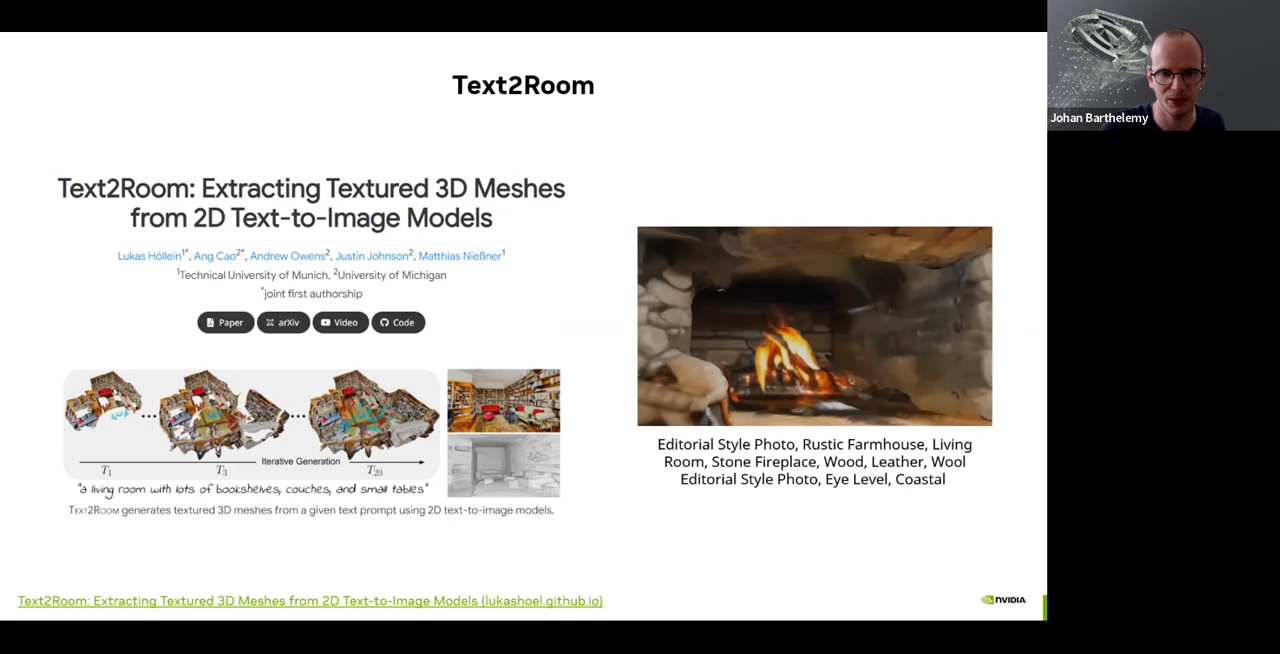 Text2Room
Text2Room: Extracting Textured 3D Meshes
from 2D Text-to-Image Models
Lukas Höllein1*, Ang Cao2*, Andrew Owens2, Justin Johnson2, Matthias Nießner1
1Technical University of Munich, 2University of Michigan
*joint first authorship
Paper
arXiv
Video
Code
Iterative Generation
T1
T3
T20
"a living room with lots of bookshelves, couches, and small tables"
TEXT2ROOM generates textured 3D meshes from a given text prompt using 2D text-to-image models.
Editorial Style Photo, Rustic Farmhouse, Living
Room, Stone Fireplace, Wood, Leather, Wool
Editorial Style Photo, Eye Level, Coastal
Text2Room: Extracting Textured 3D Meshes from 2D Text-to-Image Models (lukashoel.github.io)
NVIDIA
Johan Barthelemy